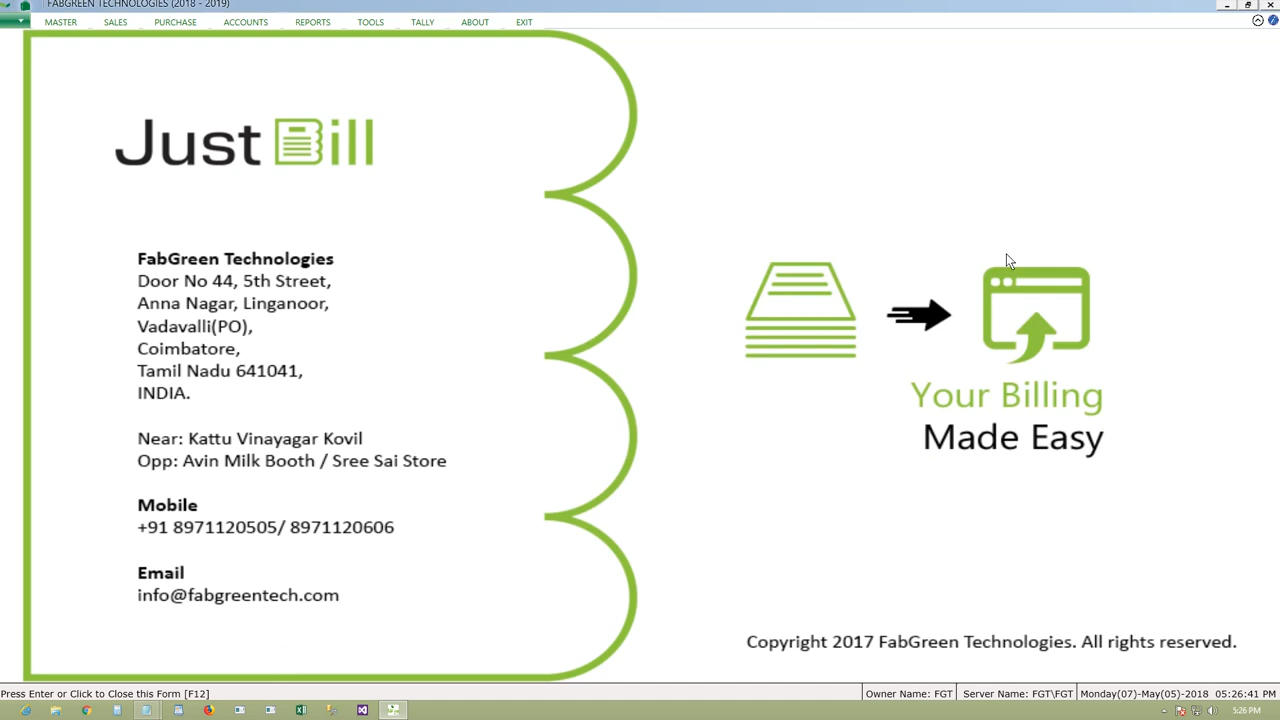 FABGREEN TECHNOLOGIES (2018 - 2019)
MASTER SALES PURCHASE ACCOUNTS REPORTS TOOLS TALLY ABOUT EXIT
Just Bill
FabGreen Technologies
Door No 44, 5th Street,
Anna Nagar, Linganoor,
Vadavalli(PO),
Coimbatore,
Tamil Nadu 641041,
INDIA.
Near: Kattu Vinayagar Kovil
Opp: Avin Milk Booth / Sree Sai Store
Mobile
+91 8971120505/ 8971120606
Email
info@fabgreentech.com
Your Billing
Made Easy
Copyright 2017 FabGreen Technologies. All rights reserved.
Press Enter or Click to Close this Form [F12]
Owner Name: FGT
Server Name: FGT\FGT
Monday(07)-May(05)-2018 05:26:41 PM
5:26 PM